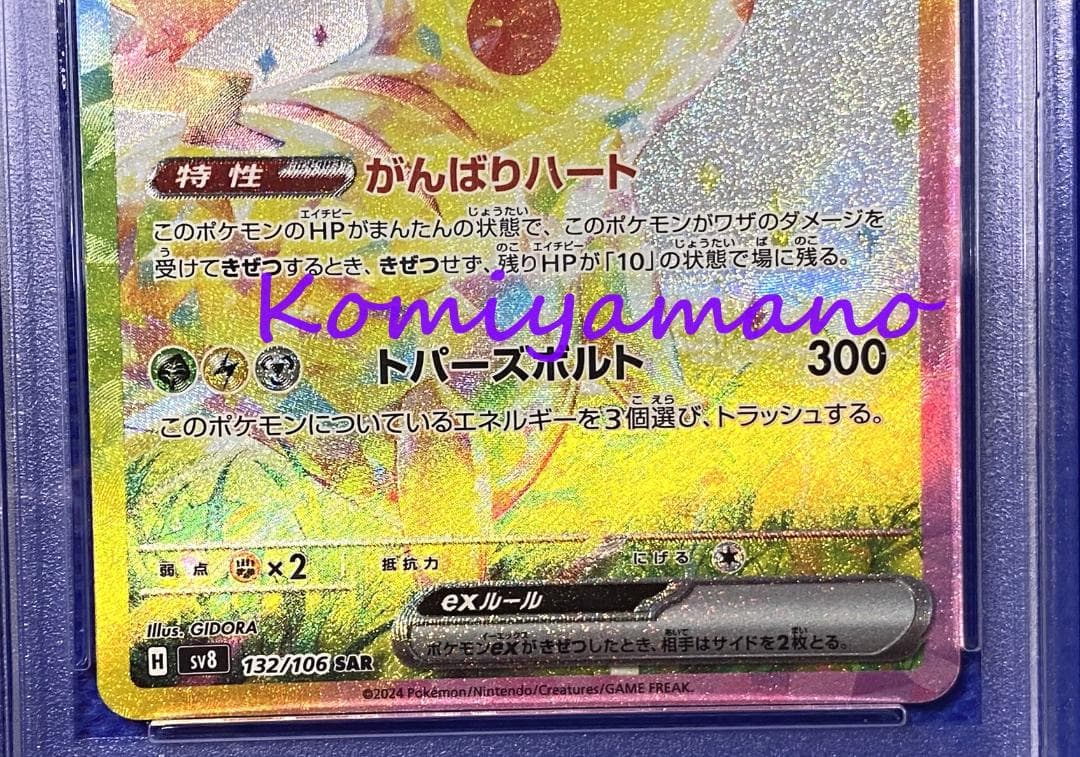 特性 がんばりハート
このポケモンのHPがまんたんの状態で、このポケモンがワザのダメージを
受けてきぜつするとき、きぜつせず、残りHPが「10」の状態で場に残る。
Komiyamano
トパーズボルト 300
このポケモンについているエネルギーを3個選び、トラッシュする。
弱点 ×2 抵抗力 にげる
exルール
ポケモンexがきぜつしたとき、相手はサイドを2枚とる。
Illus. GIDORA
H sv8 132/106 SAR
©2024 Pokémon/Nintendo/Creatures/GAME FREAK.